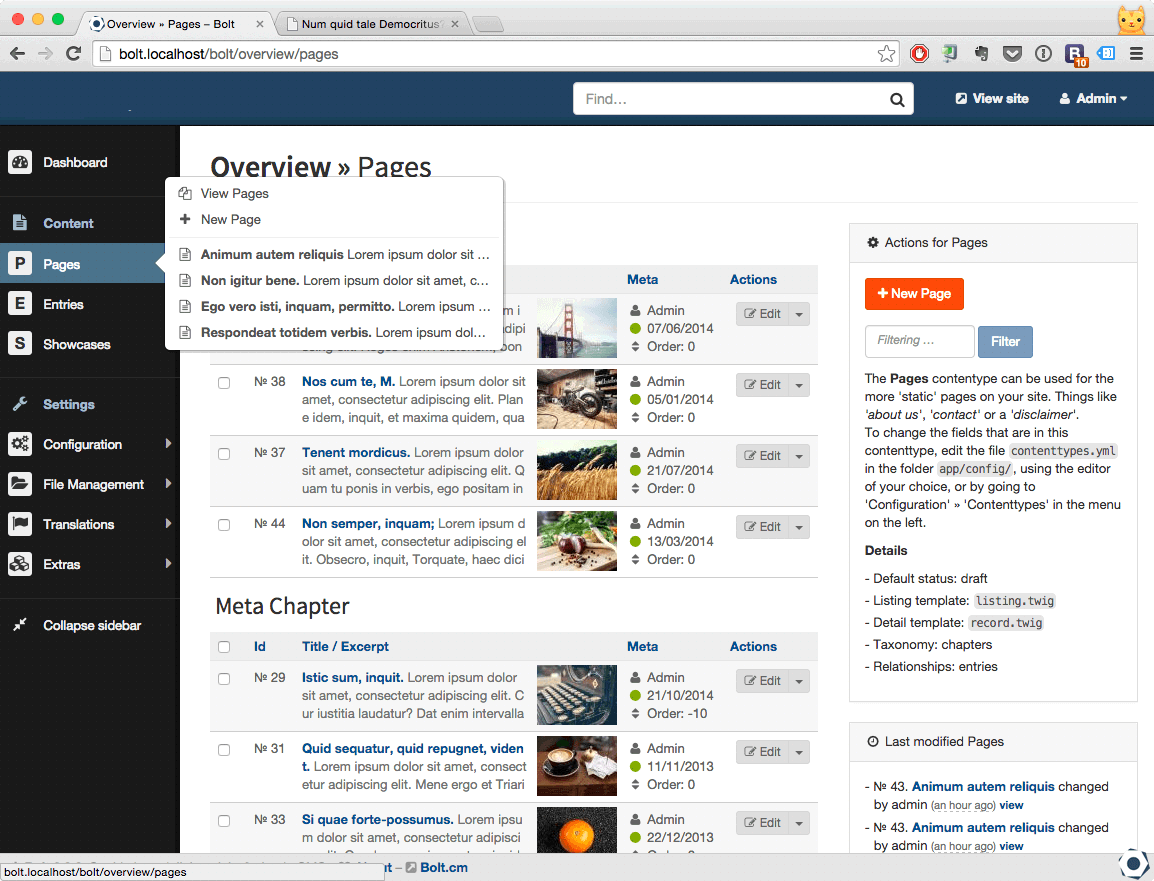 Overview » Pages – Bolt
Num quid tale Democritus?
bolt.localhost/bolt/overview/pages
10
Find...
View site
Admin
Dashboard
Content
P Pages
E Entries
S Showcases
Settings
Configuration
File Management
Translations
Extras
Collapse sidebar
Overview » Pages
View Pages
New Page
Animum autem reliquis Lorem ipsum dolor sit ...
Non igitur bene. Lorem ipsum dolor sit amet, c...
Ego vero isti, inquam, permitto. Lorem ipsum ...
Respondeat totidem verbis. Lorem ipsum dol...
Meta Actions
Admin
07/06/2014
Order: 0
Edit
№ 38
Nos cum te, M. Lorem ipsum dolor sit
amet, consectetur adipiscing elit. Plan
e idem, inquit, et maxima quidem, qua
Admin
05/01/2014
Order: 0
Edit
№ 37
Tenent mordicus. Lorem ipsum dolor
sit amet, consectetur adipiscing elit. Q
uam tu ponis in verbis, ego positam in
Admin
21/07/2014
Order: 0
Edit
№ 44
Non semper, inquam; Lorem ipsum d
olor sit amet, consectetur adipiscing el
it. Obsecro, inquit, Torquate, haec dici
Admin
13/03/2014
Order: 0
Edit
Meta Chapter
Id Title / Excerpt Meta Actions
№ 29
Istic sum, inquit. Lorem ipsum dolor
sit amet, consectetur adipiscing elit. C
ur iustitia laudatur? Dat enim intervalla
Admin
21/10/2014
Order: -10
Edit
№ 31
Quid sequatur, quid repugnet, viden
t. Lorem ipsum dolor sit amet, consect
etur adipiscing elit. Mene ergo et Triari
Admin
11/11/2013
Order: 0
Edit
№ 33
Si quae forte-possumus. Lorem ipsu
m dolor sit amet, consectetur adipisci
Admin
22/12/2013
Edit
Actions for Pages
New Page
Filtering ...
Filter
The Pages contentype can be used for the
more 'static' pages on your site. Things like
'about us', 'contact' or a 'disclaimer'.
To change the fields that are in this
contenttype, edit the file contenttypes.yml
in the folder app/config/, using the editor
of your choice, or by going to
'Configuration' » 'Contenttypes' in the menu
on the left.
Details
- Default status: draft
- Listing template: listing.twig
- Detail template: record.twig
- Taxonomy: chapters
- Relationships: entries
Last modified Pages
- № 43. Animum autem reliquis changed
by admin (an hour ago) view
- № 43. Animum autem reliquis changed
by admin (an hour ago) view
bolt.localhost/bolt/overview/pages
– Bolt.cm